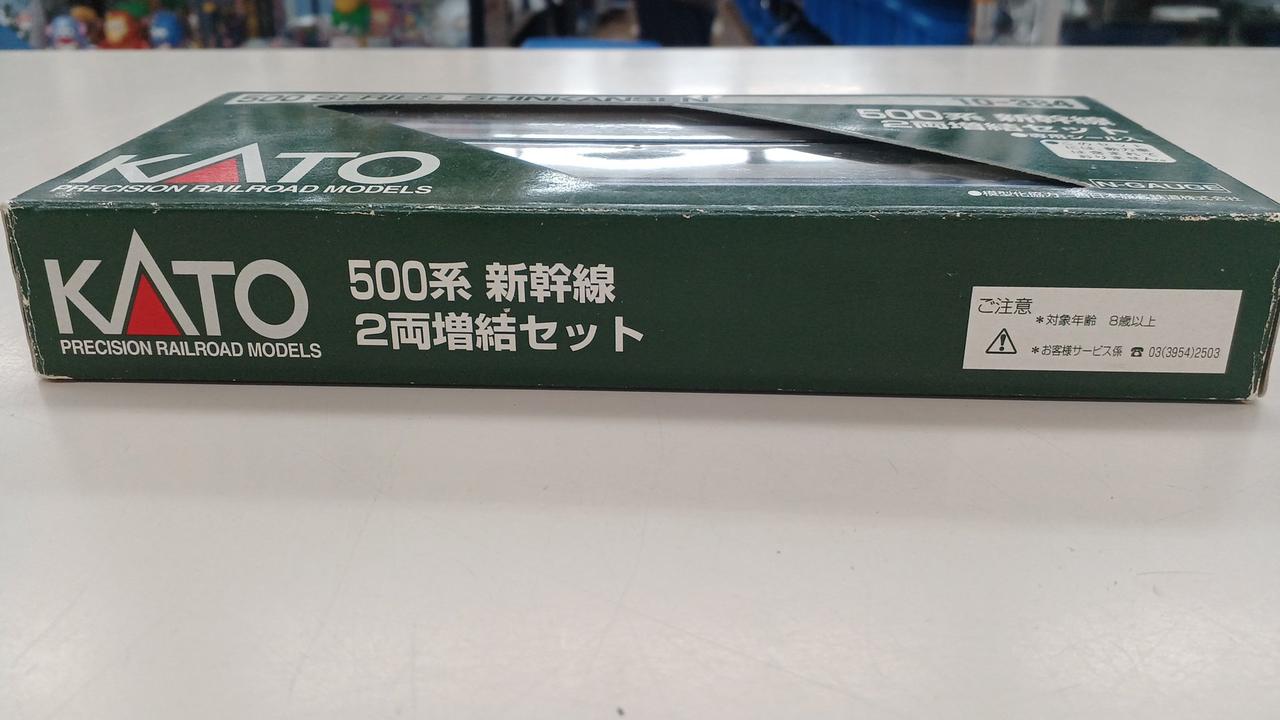 500 SERIES SHINKANSEN
500系 新幹線
2両増結セット
KATO
PRECISION RAILROAD MODELS
N-GAUGE
KATO
PRECISION RAILROAD MODELS
500系 新幹線
2両増結セット
ご注意
*対象年齢 8歳以上
*お客様サービス係 ☎ 03(3954)2503